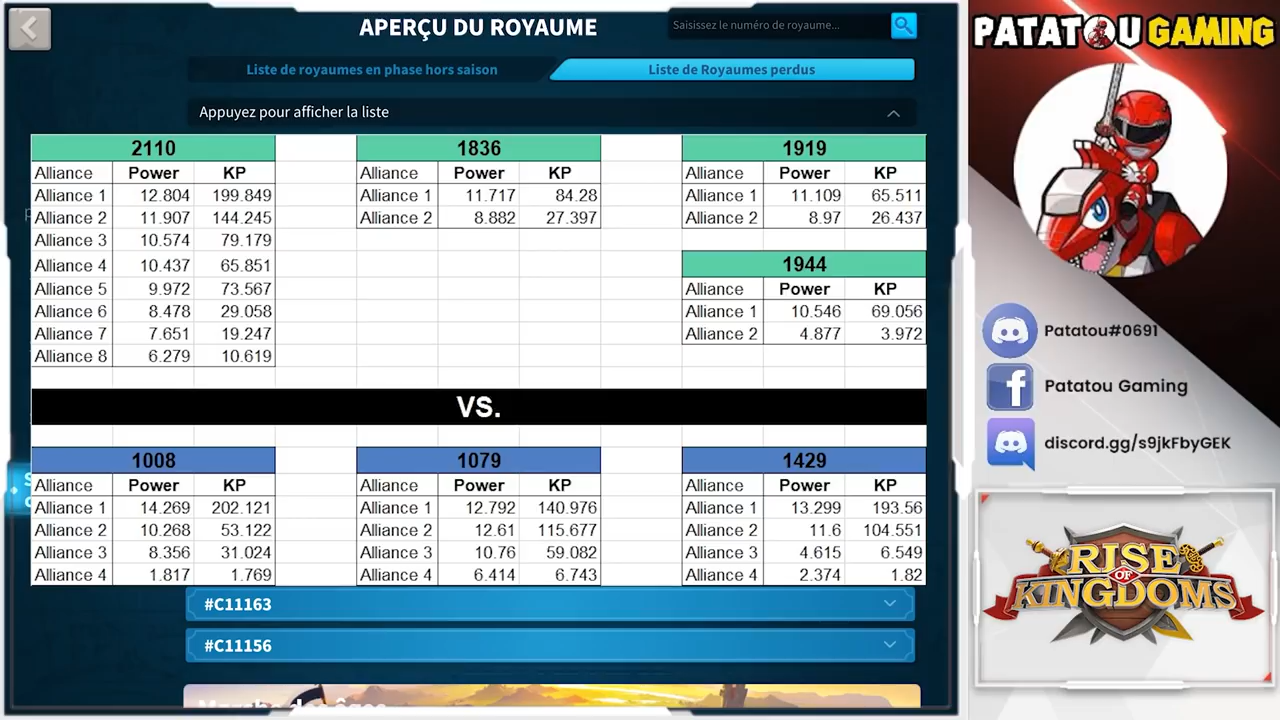 APERÇU DU ROYAUME
Saisissez le numéro de royaume...
Liste de royaumes en phase hors saison
Liste de Royaumes perdus
Appuyez pour afficher la liste
2110
Alliance Power KP
Alliance 1 12.804 199.849
Alliance 2 11.907 144.245
Alliance 3 10.574 79.179
Alliance 4 10.437 65.851
Alliance 5 9.972 73.567
Alliance 6 8.478 29.058
Alliance 7 7.651 19.247
Alliance 8 6.279 10.619
1836
Alliance Power KP
Alliance 1 11.717 84.28
Alliance 2 8.882 27.397
1919
Alliance Power KP
Alliance 1 11.109 65.511
Alliance 2 8.97 26.437
1944
Alliance Power KP
Alliance 1 10.546 69.056
Alliance 2 4.877 3.972
VS.
1008
Alliance Power KP
Alliance 1 14.269 202.121
Alliance 2 10.268 53.122
Alliance 3 8.356 31.024
Alliance 4 1.817 1.769
1079
Alliance Power KP
Alliance 1 12.792 140.976
Alliance 2 12.61 115.677
Alliance 3 10.76 59.082
Alliance 4 6.414 6.743
1429
Alliance Power KP
Alliance 1 13.299 193.56
Alliance 2 11.6 104.551
Alliance 3 4.615 6.549
Alliance 4 2.374 1.82
#C11163
#C11156
PATATOU GAMING
Patatou#0691
Patatou Gaming
discord.gg/s9jkFbyGEK
RISE
OF
KINGDOMS